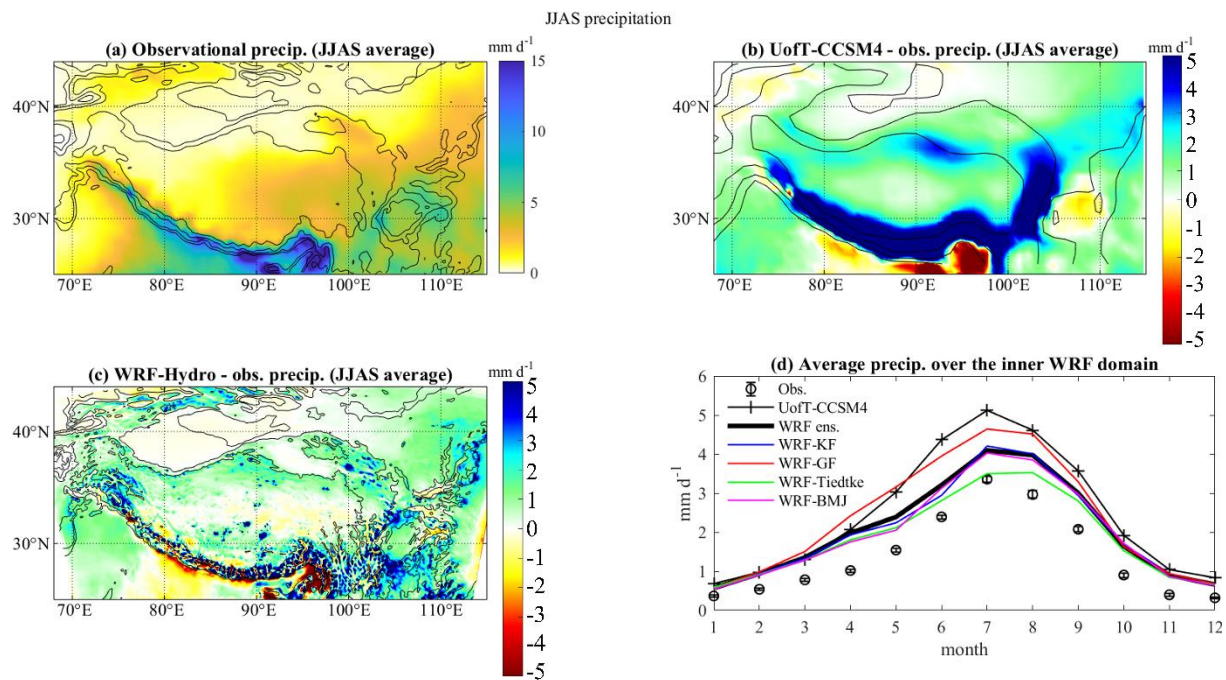 JJAS precipitation
(a) Observational precip. (JJAS average)
mm d⁻¹
15
10
5
0
40°N
30°N
70°E 80°E 90°E 100°E 110°E
(b) UofT-CCSM4 - obs. precip. (JJAS average)
mm d⁻¹
5
4
3
2
1
0
-1
-2
-3
-4
-5
40°N
30°N
70°E 80°E 90°E 100°E 110°E
(c) WRF-Hydro - obs. precip. (JJAS average)
mm d⁻¹
5
4
3
2
1
0
-1
-2
-3
-4
-5
40°N
30°N
70°E 80°E 90°E 100°E 110°E
(d) Average precip. over the inner WRF domain
Obs.
UofT-CCSM4
WRF ens.
WRF-KF
WRF-GF
WRF-Tiedtke
WRF-BMJ
mm d⁻¹
6
5
4
3
2
1
0
1 2 3 4 5 6 7 8 9 10 11 12
month